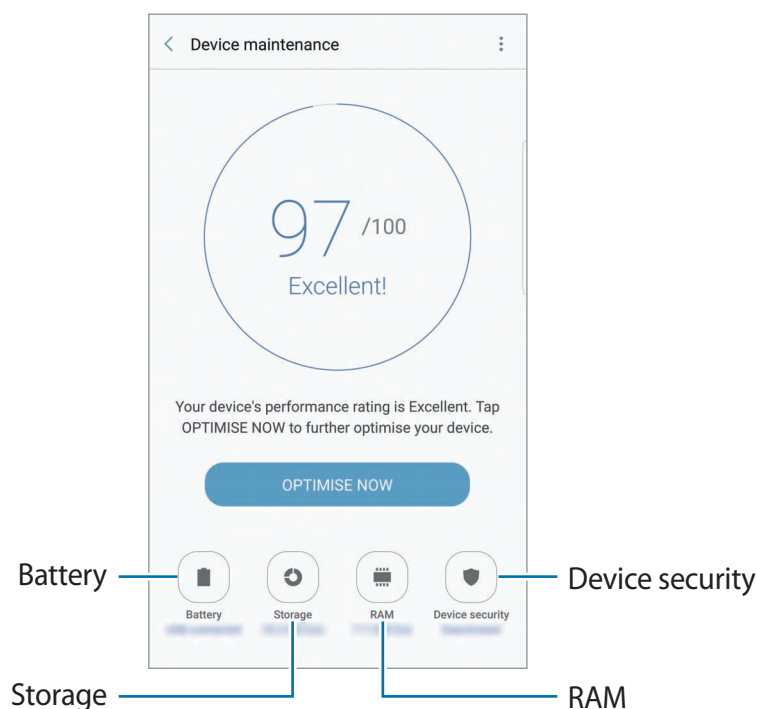 Device maintenance
97 /100
Excellent!
Your device's performance rating is Excellent. Tap
OPTIMISE NOW to further optimise your device.
OPTIMISE NOW
Battery
Device security
Battery
Storage
RAM
Device security
Storage
RAM